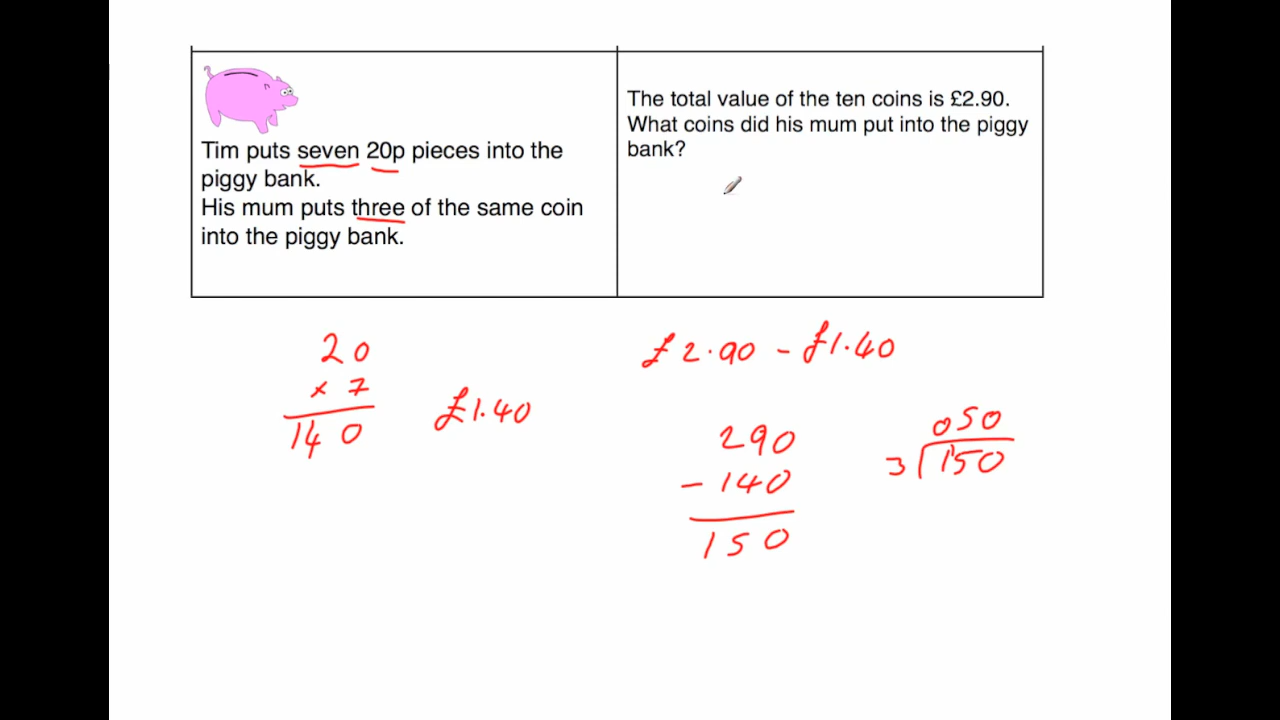 Tim puts seven 20p pieces into the
piggy bank.
His mum puts three of the same coin
into the piggy bank.
The total value of the ten coins is £2.90.
What coins did his mum put into the piggy
bank?
20
× 7
140
£1.40
£2.90 - £1.40
290
- 140
150
050
3 150